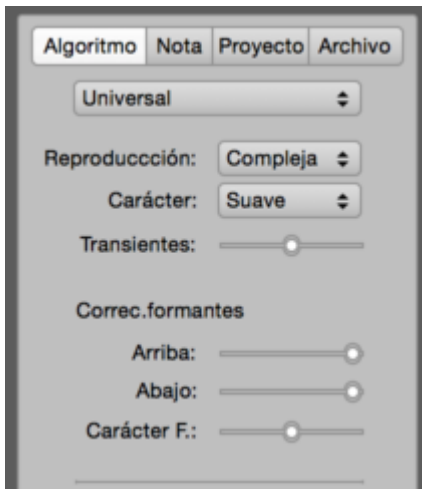 Algoritmo Nota Proyecto Archivo
Universal
Reproduccción: Compleja
Carácter: Suave
Transientes:
Correc.formantes
Arriba:
Abajo:
Carácter F.: